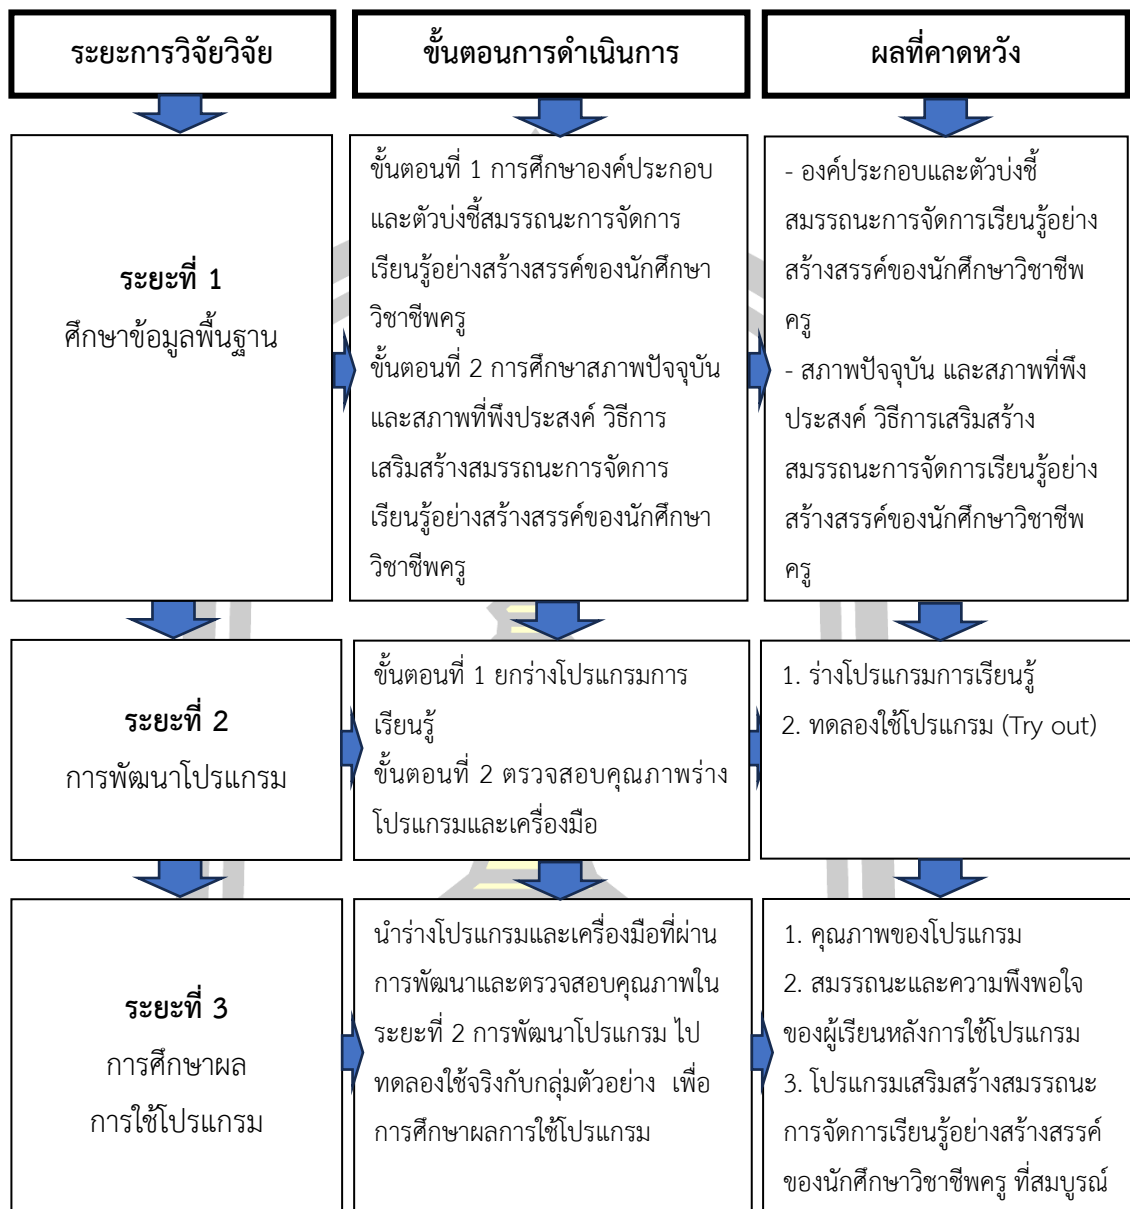 ระยะการวิจัยวิจัย
ขั้นตอนการดำเนินการ
ผลที่คาดหวัง
ระยะที่ 1
ศึกษาข้อมูลพื้นฐาน
ขั้นตอนที่ 1 การศึกษาองค์ประกอบ
และตัวบ่งชี้สมรรถนะการจัดการ
เรียนรู้อย่างสร้างสรรค์ของนักศึกษา
วิชาชีพครู
ขั้นตอนที่ 2 การศึกษาสภาพปัจจุบัน
และสภาพที่พึงประสงค์ วิธีการ
เสริมสร้างสมรรถนะการจัดการ
เรียนรู้อย่างสร้างสรรค์ของนักศึกษา
วิชาชีพครู
- องค์ประกอบและตัวบ่งชี้
สมรรถนะการจัดการเรียนรู้อย่าง
สร้างสรรค์ของนักศึกษาวิชาชีพ
ครู
- สภาพปัจจุบัน และสภาพที่พึง
ประสงค์ วิธีการเสริมสร้าง
สมรรถนะการจัดการเรียนรู้อย่าง
สร้างสรรค์ของนักศึกษาวิชาชีพ
ครู
ระยะที่ 2
การพัฒนาโปรแกรม
ขั้นตอนที่ 1 ยกร่างโปรแกรมการ
เรียนรู้
ขั้นตอนที่ 2 ตรวจสอบคุณภาพร่าง
โปรแกรมและเครื่องมือ
1. ร่างโปรแกรมการเรียนรู้
2. ทดลองใช้โปรแกรม (Try out)
ระยะที่ 3
การศึกษาผล
การใช้โปรแกรม
นำร่างโปรแกรมและเครื่องมือที่ผ่าน
การพัฒนาและตรวจสอบคุณภาพใน
ระยะที่ 2 การพัฒนาโปรแกรม ไป
ทดลองใช้จริงกับกลุ่มตัวอย่าง เพื่อ
การศึกษาผลการใช้โปรแกรม
1. คุณภาพของโปรแกรม
2. สมรรถนะและความพึงพอใจ
ของผู้เรียนหลังการใช้โปรแกรม
3. โปรแกรมเสริมสร้างสมรรถนะ
การจัดการเรียนรู้อย่างสร้างสรรค์
ของนักศึกษาวิชาชีพครู ที่สมบูรณ์